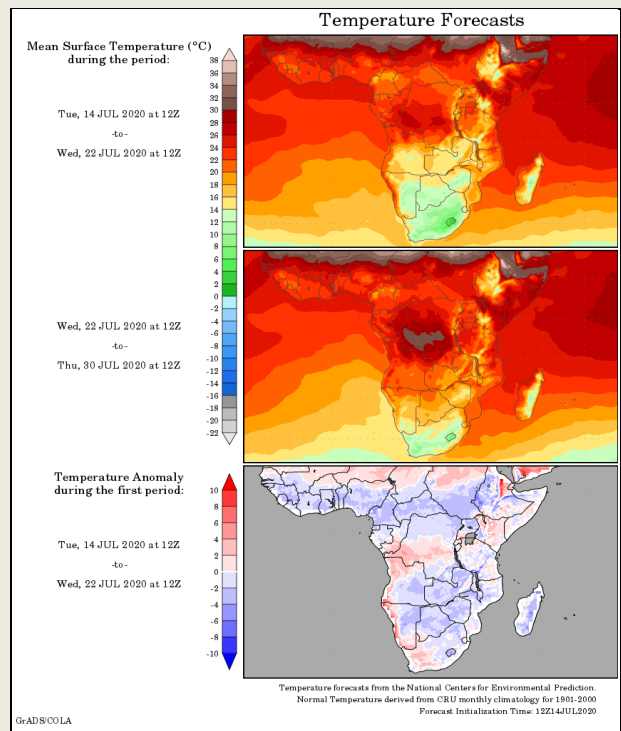 Temperature Forecasts
Mean Surface Temperature (°C)
during the period:
38
36
34
32
30
28
26
24
22
20
18
16
14
12
10
8
6
4
2
0
-2
-4
-6
-8
-10
-12
-14
-16
-18
-20
-22
Tue, 14 JUL 2020 at 12Z
-to-
Wed, 22 JUL 2020 at 12Z
Wed, 22 JUL 2020 at 12Z
-to-
Thu, 30 JUL 2020 at 12Z
Temperature Anomaly
during the first period:
10
8
6
4
2
0
-2
-4
-6
-8
-10
Tue, 14 JUL 2020 at 12Z
-to-
Wed, 22 JUL 2020 at 12Z
Temperature forecasts from the National Centers for Environmental Prediction.
Normal Temperature derived from CRU monthly climatology for 1901-2000
Forecast Initialization Time: 12Z14JUL2020
GrADS/COLA